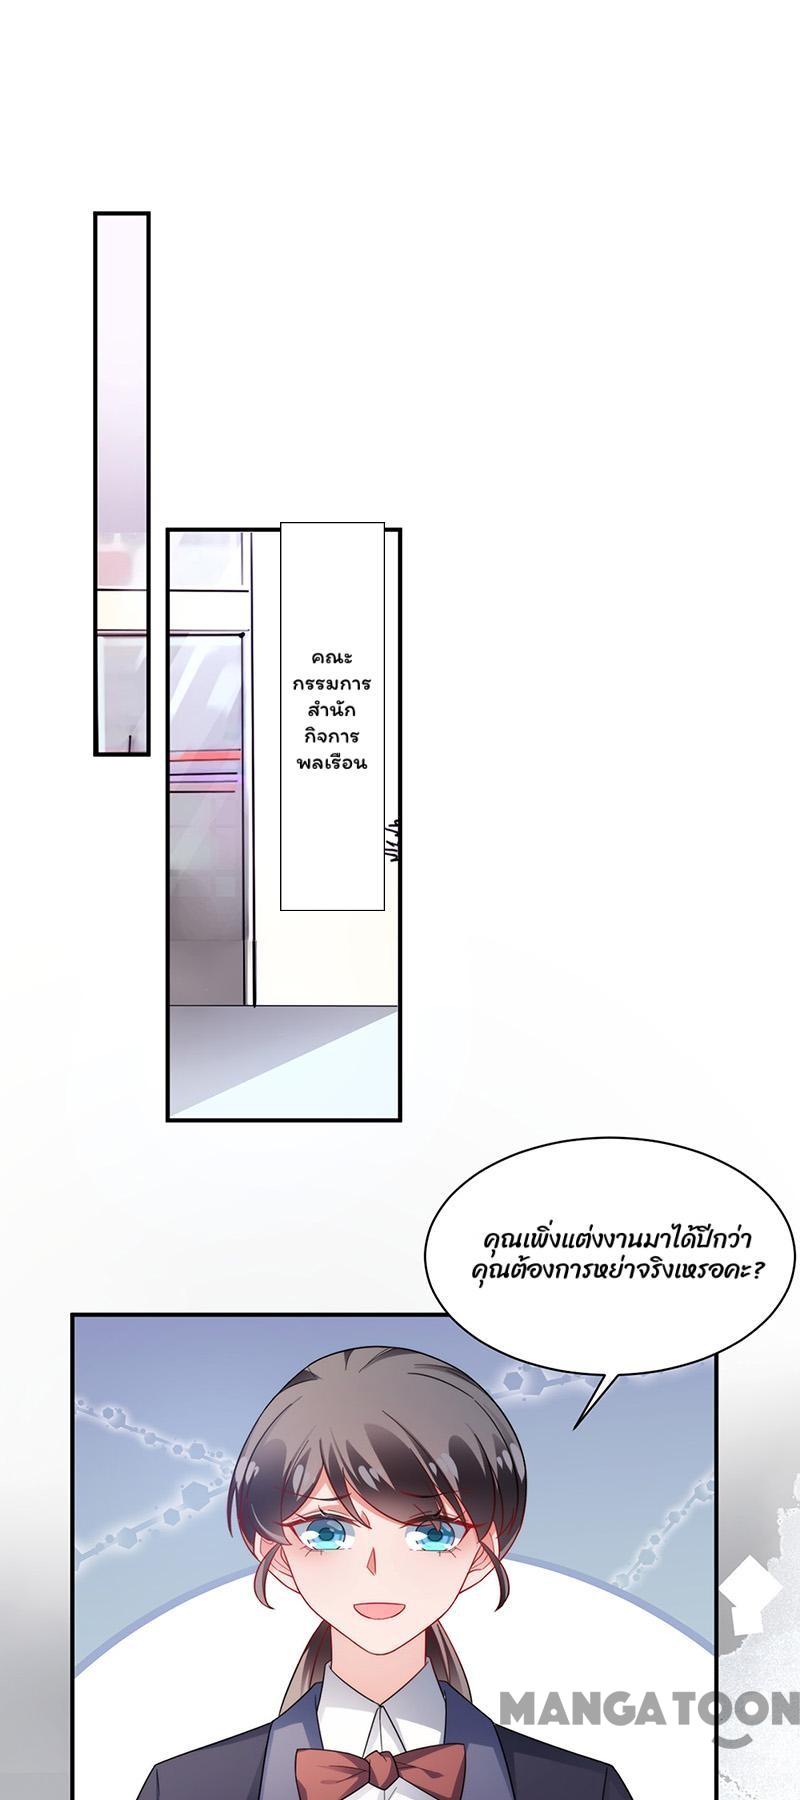 คณะ
กรรมการ
สำนัก
กิจการ
พลเรือน
คุณเพิ่งแต่งงานมาได้ปีกว่า
คุณต้องการหย่าจริงเหรอคะ?
MANGATOON